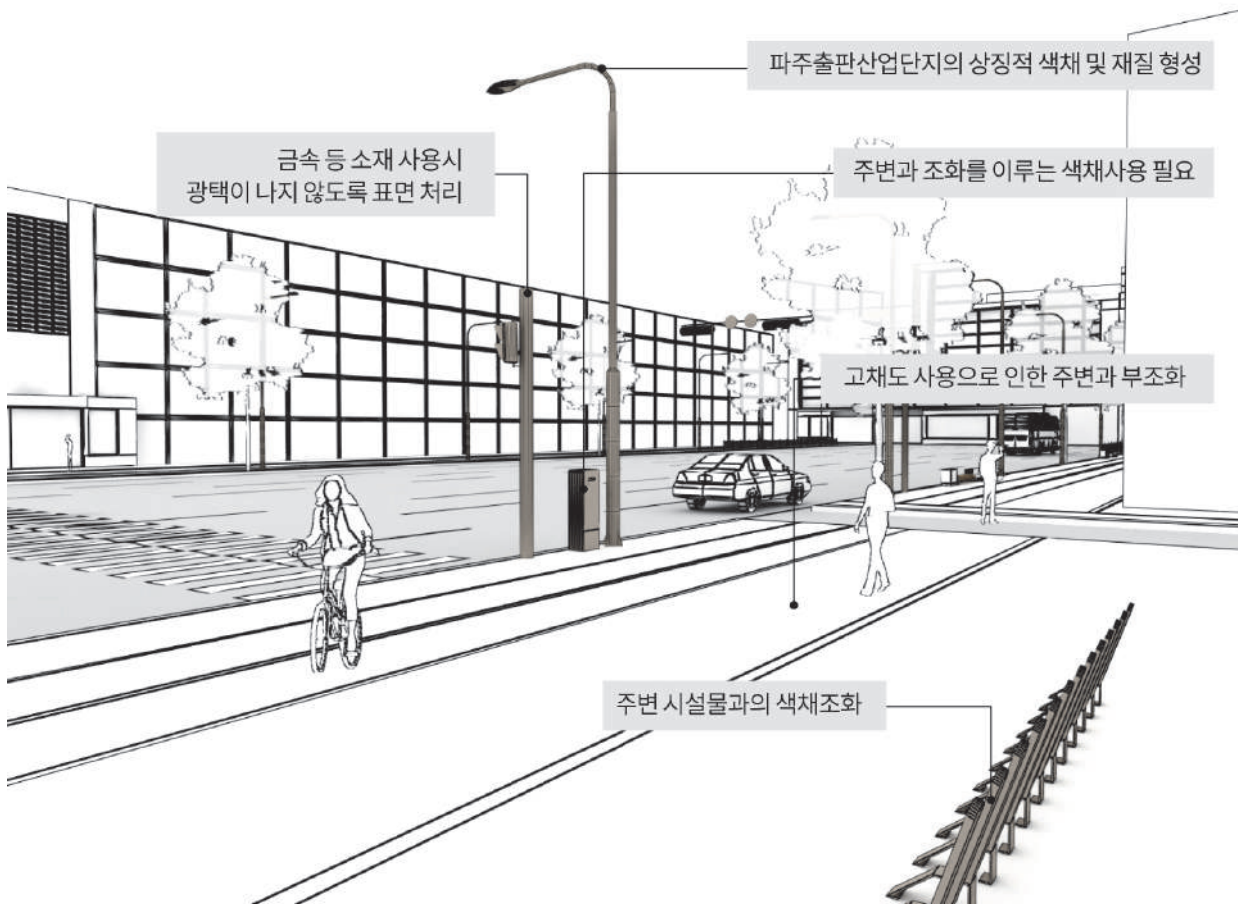 파주출판산업단지의 상징적 색채 및 재질 형성
금속 등 소재 사용시
광택이 나지 않도록 표면 처리
주변과 조화를 이루는 색채사용 필요
고채도 사용으로 인한 주변과 부조화
주변 시설물과의 색채조화